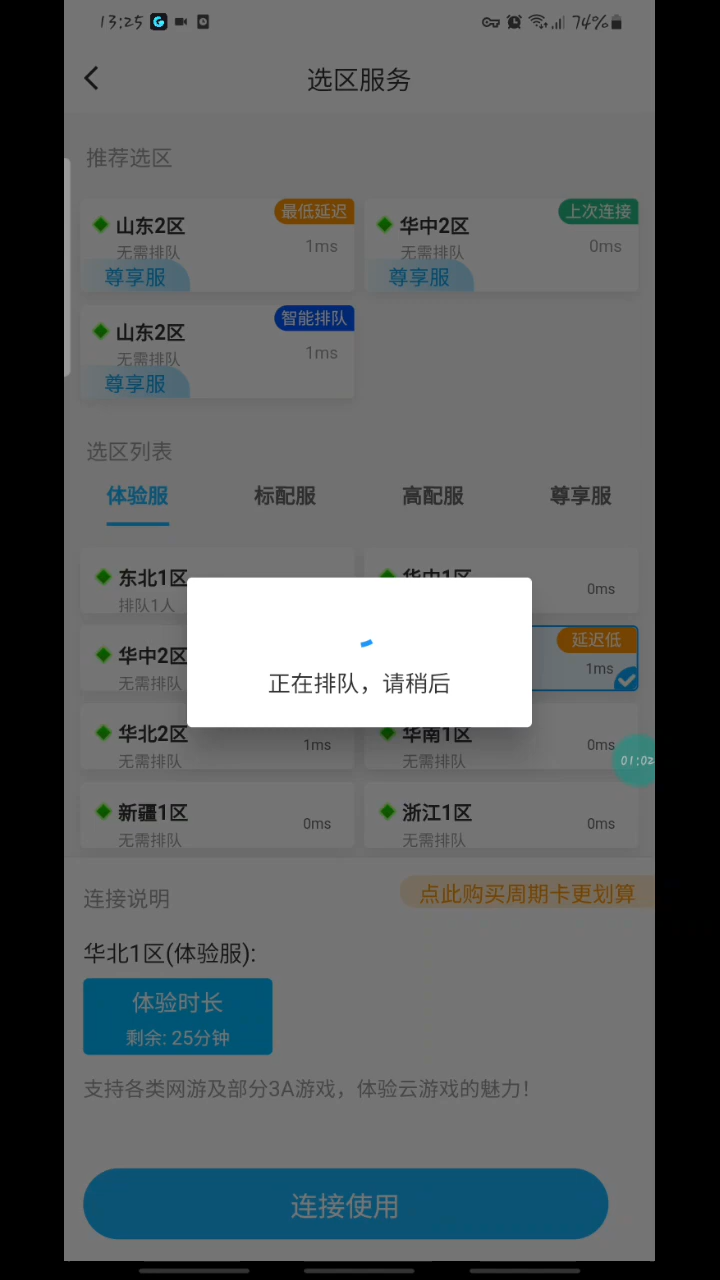 13:25
74%
选区服务
推荐选区
山东2区
最低延迟
无需排队
1ms
尊享服
华中2区
上次连接
无需排队
0ms
尊享服
山东2区
智能排队
无需排队
1ms
尊享服
选区列表
体验服 标配服 高配服 尊享服
东北1区
排队1人
华中1区
0ms
华中2区
无需排队
延迟低
1ms
正在排队，请稍后
华北2区
无需排队
1ms
华南1区
无需排队
0ms
01:02
新疆1区
无需排队
0ms
浙江1区
无需排队
0ms
连接说明
点此购买周期卡更划算
华北1区(体验服):
体验时长
剩余: 25分钟
支持各类网游及部分3A游戏，体验云游戏的魅力！
连接使用